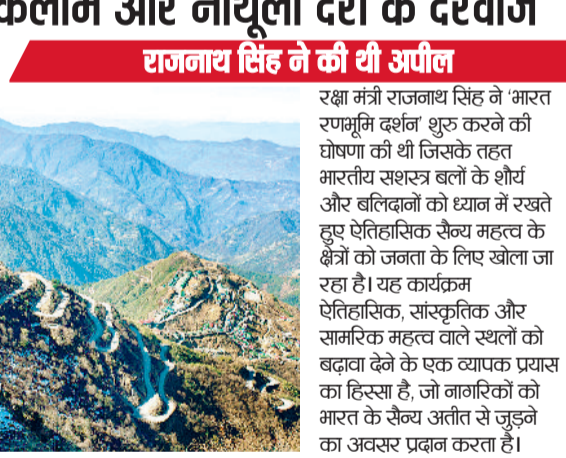 और नाथूला दर्रा के दरवाजे
राजनाथ सिंह ने की थी अपील
रक्षा मंत्री राजनाथ सिंह ने ‘भारत
रणभूमि दर्शन’ शुरु करने की
घोषणा की थी जिसके तहत
भारतीय सशस्त्र बलों के शौर्य
और बलिदानों को ध्यान में रखते
हुए ऐतिहासिक सैन्य महत्व के
क्षेत्रों को जनता के लिए खोला जा
रहा है। यह कार्यक्रम
ऐतिहासिक, सांस्कृतिक और
सामरिक महत्व वाले स्थलों को
बढ़ावा देने के एक व्यापक प्रयास
का हिस्सा है, जो नागरिकों को
भारत के सैन्य अतीत से जुड़ने
का अवसर प्रदान करता है।